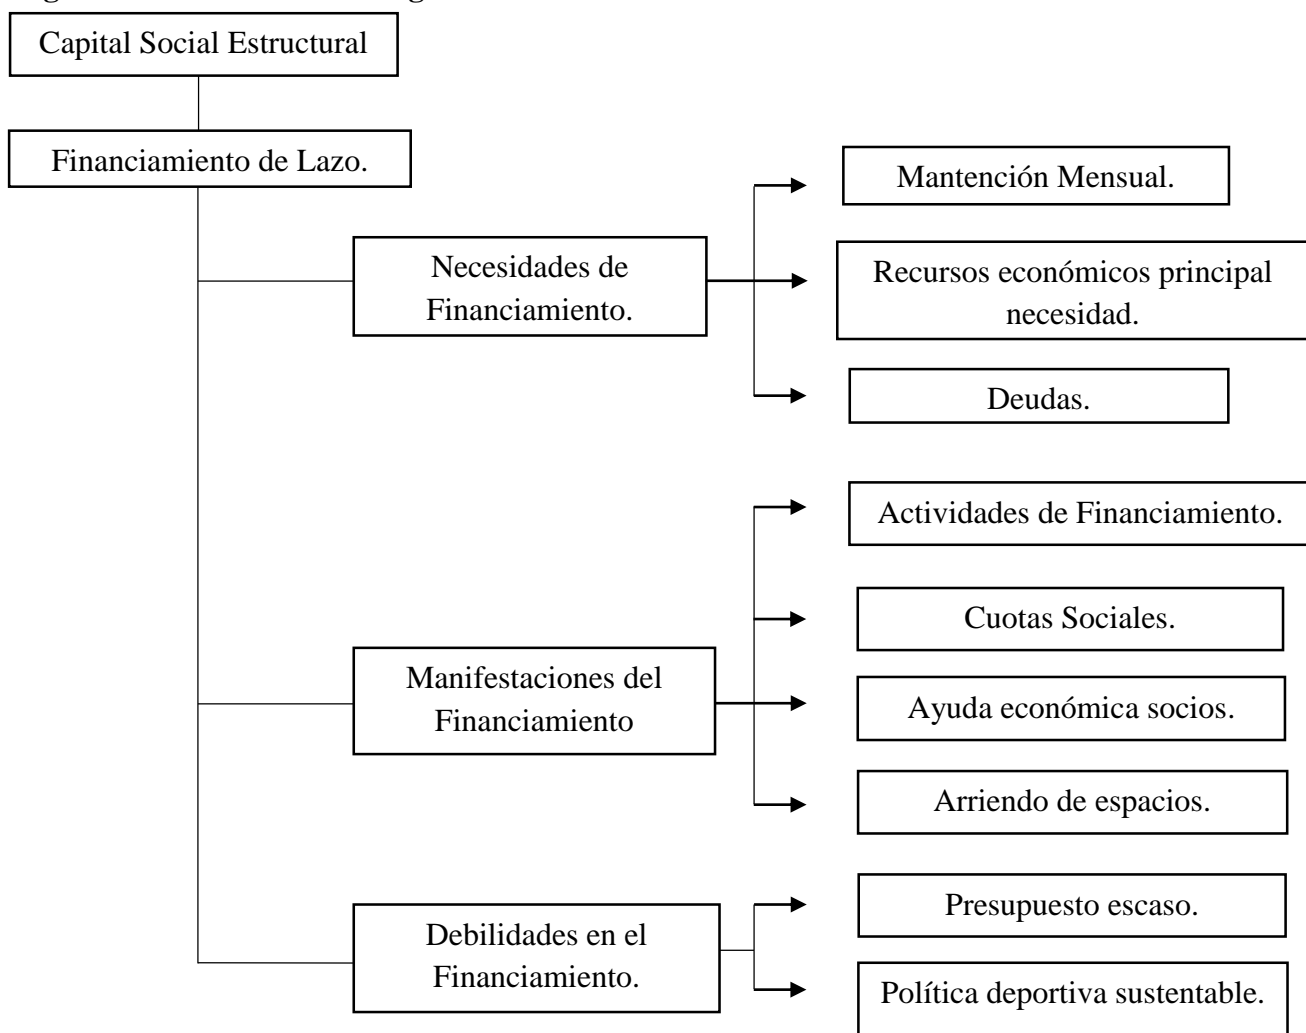 Capital Social Estructural
Financiamiento de Lazo.
Necesidades de
Financiamiento.
Mantención Mensual.
Recursos económicos principal
necesidad.
Deudas.
Manifestaciones del
Financiamiento
Actividades de Financiamiento.
Cuotas Sociales.
Ayuda económica socios.
Arriendo de espacios.
Debilidades en el
Financiamiento.
Presupuesto escaso.
Política deportiva sustentable.